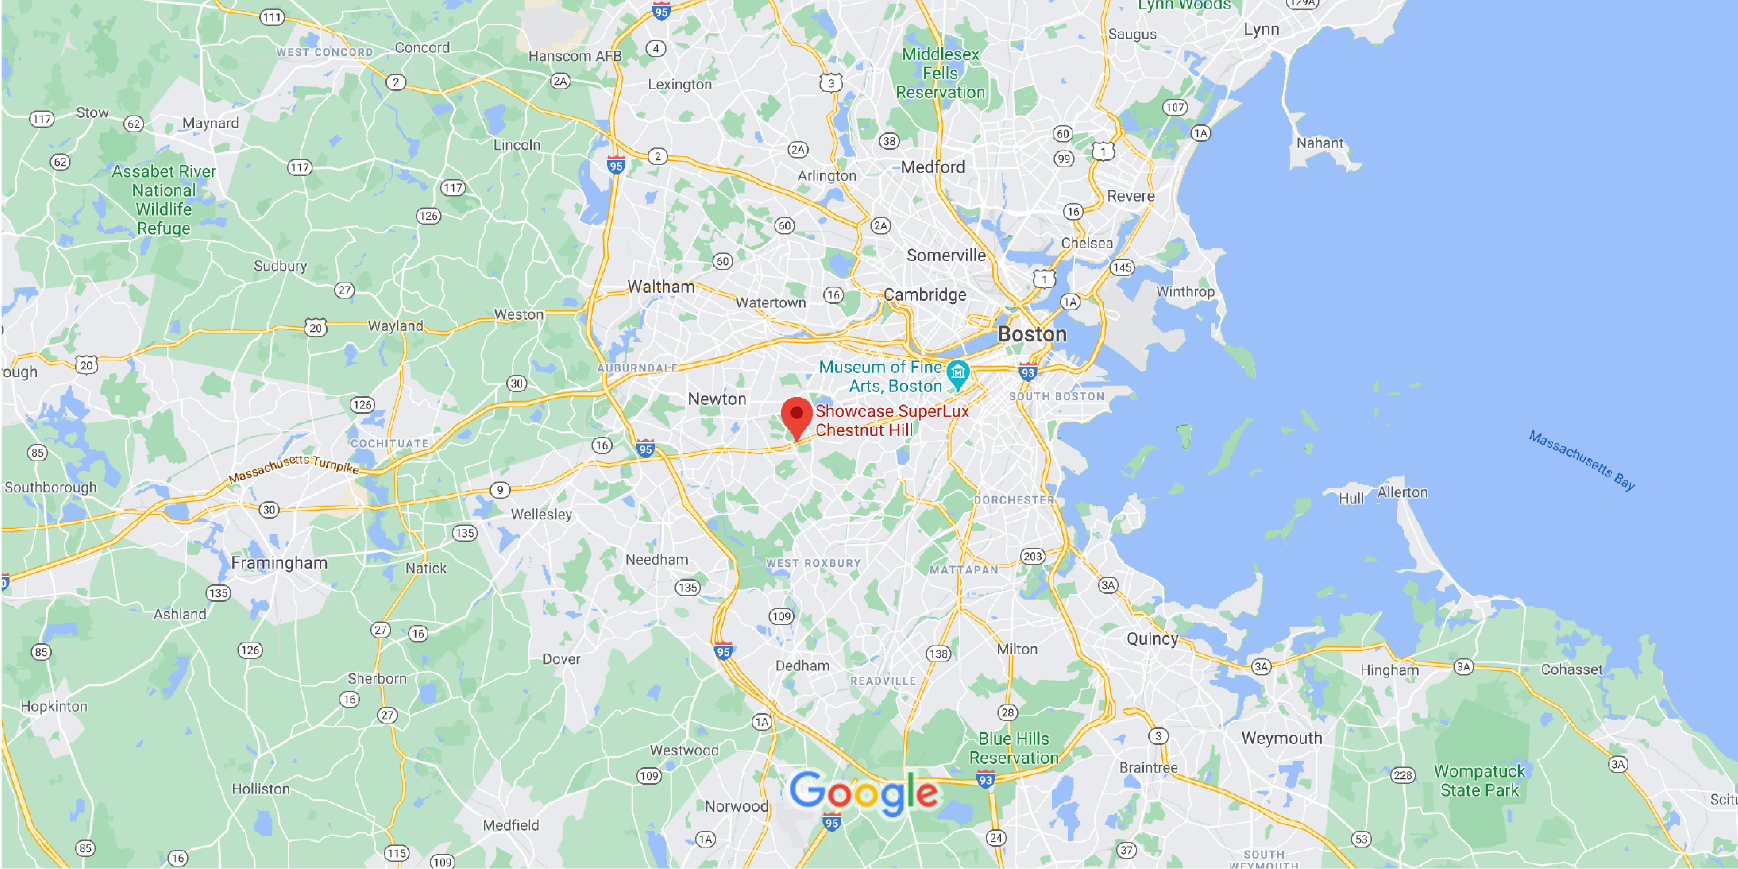 Lynn Woods
129A
95
111
Lynn
Saugus
Concord
WEST CONCORD
4
Hanscom AFB
Middlesex
Fells
Reservation
2
2A
Lexington
3
107
Stow
117
62
Maynard
60
1A
38
Lincoln
2A
99
1
Nahant
62
117
95
2
Medford
Arlington
Assabet River
National
Wildlife
Refuge
117
Revere
126
60
2A
16
Chelsea
Somerville
Sudbury
60
145
1
27
Waltham
16
Cambridge
Winthrop
Watertown
1A
Weston
20
Wayland
Boston
20
AUBURNDALE
Museum of Fine
Arts, Boston
93
ough
30
SOUTH BOSTON
Newton
126
Showcase SuperLux
Chestnut Hill
COCHITUATE
16
95
85
Massachusetts Turnpike
Massachusetts Bay
Southborough
9
Hull
Allerton
DORCHESTER
30
Wellesley
135
203
Framingham
Natick
Needham
WEST ROXBURY
MATTAPAN
0
135
135
3A
Ashland
109
27
16
Quincy
126
85
95
138
Milton
Dover
Dedham
3A
Hingham
3A
Cohasset
Sherborn
READVILLE
16
Hopkinton
27
1A
28
Blue Hills
Reservation
3
Weymouth
Westwood
109
93
Braintree
228
Wompatuck
State Park
3A
Holliston
Google
Norwood
95
Scitu
Medfield
1A
24
53
85
16
115
109
37
SOUTH
WEYMOUTH